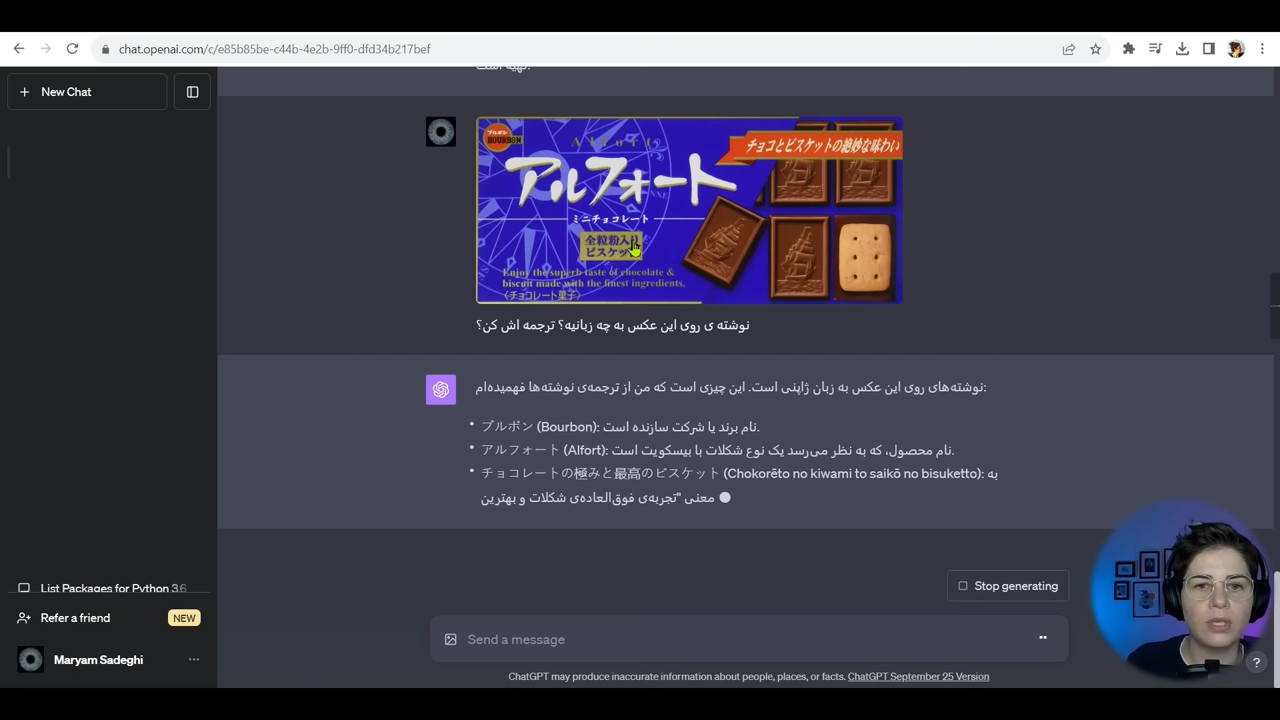 chat.openai.com/c/e85b85be-c44b-4e2b-9ff0-dfd34b217bef
New Chat
تهیه است.
ブルボン
BOURBON
Alfort
チョコとビスケットの絶妙な味わい
アルフォート
ミニチョコレート
全粒粉入り
ビスケット
Enjoy the superb taste of chocolate &
biscuit made with the finest ingredients.
〈チョコレート菓子〉
نوشته ی روی این عکس به چه زبانیه؟ ترجمه اش کن؟
نوشته‌های روی این عکس به زبان ژاپنی است. این چیزی است که من از ترجمه‌ی نوشته‌ها فهمیده‌ام:
• ブルボン (Bourbon): نام برند یا شرکت سازنده است.
• アルフォート (Alfort): نام محصول، که به نظر می‌رسد یک نوع شکلات با بیسکویت است.
• チョコレートの極みと最高のビスケット (Chokorēto no kiwami to saikō no bisuketto): به
معنی "تجربه‌ی فوق‌العاده‌ی شکلات و بهترین
List Packages for Python 3.6
Stop generating
Refer a friend
NEW
Send a message
Maryam Sadeghi
ChatGPT may produce inaccurate information about people, places, or facts. ChatGPT September 25 Version
?